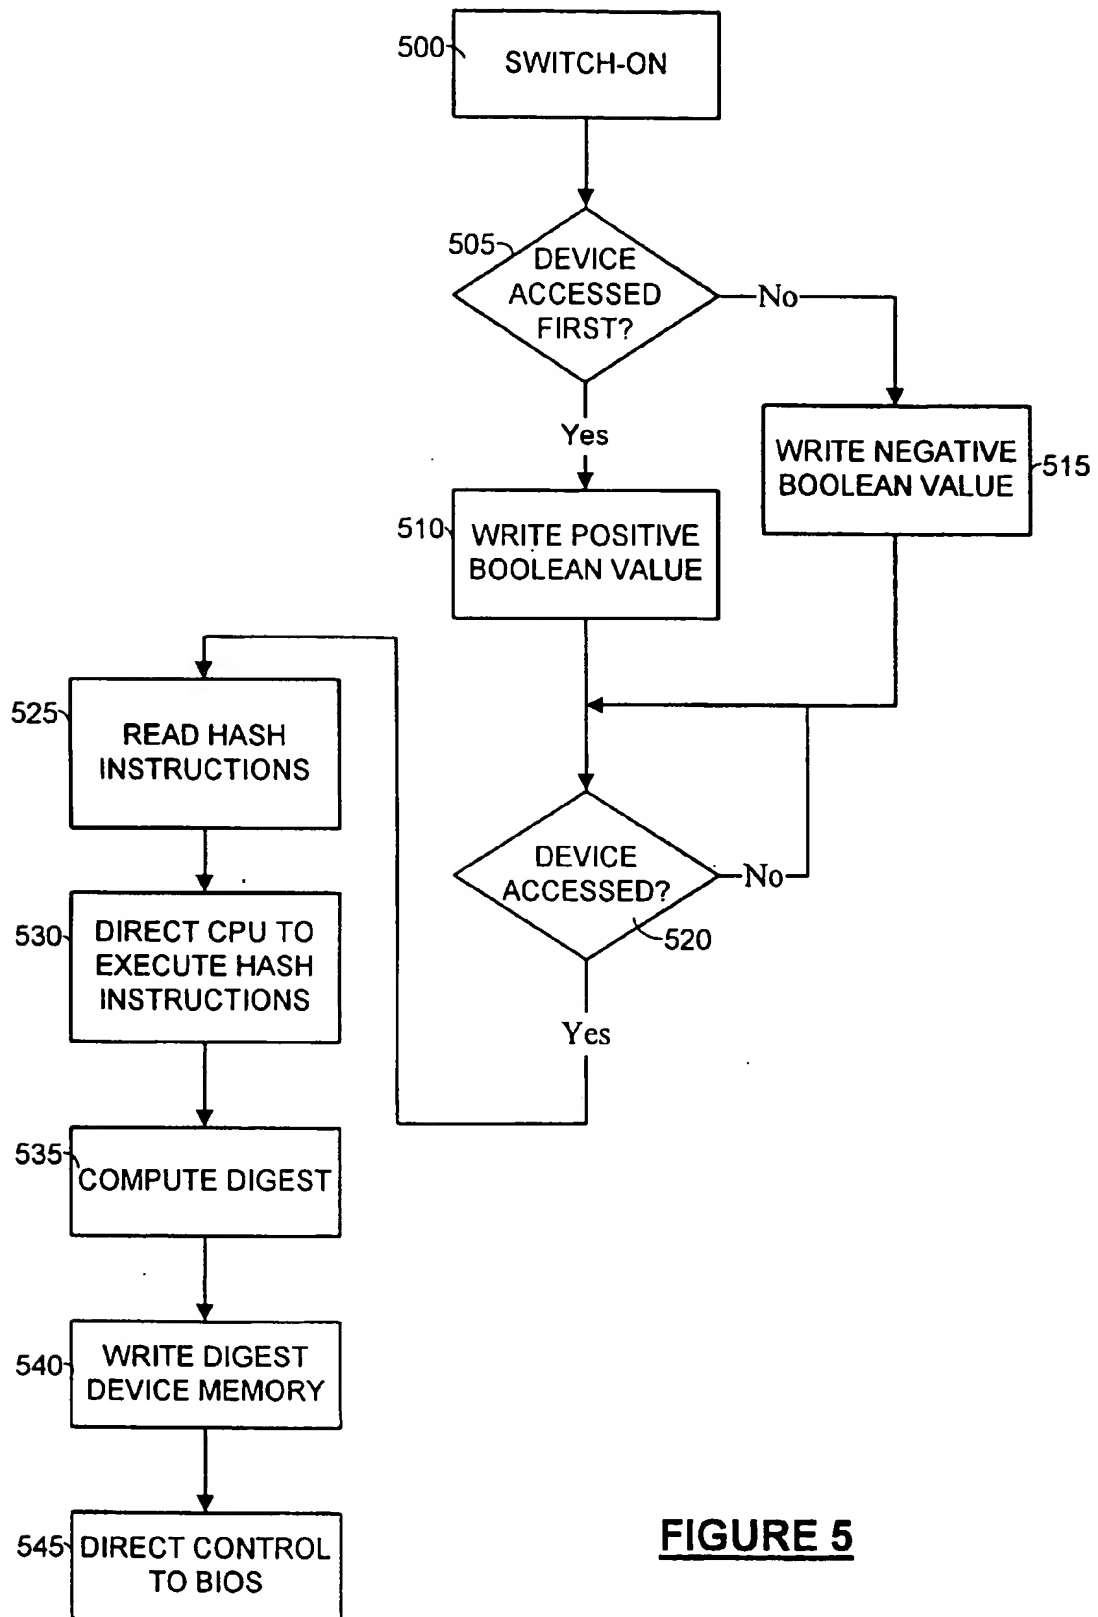 500
SWITCH-ON
505
DEVICE
ACCESSED
FIRST?
No
Yes
WRITE NEGATIVE
BOOLEAN VALUE
515
510
WRITE POSITIVE
BOOLEAN VALUE
525
READ HASH
INSTRUCTIONS
DEVICE
ACCESSED?
No
520
Yes
530
DIRECT CPU TO
EXECUTE HASH
INSTRUCTIONS
535
COMPUTE DIGEST
540
WRITE DIGEST
DEVICE MEMORY
545
DIRECT CONTROL
TO BIOS
FIGURE 5